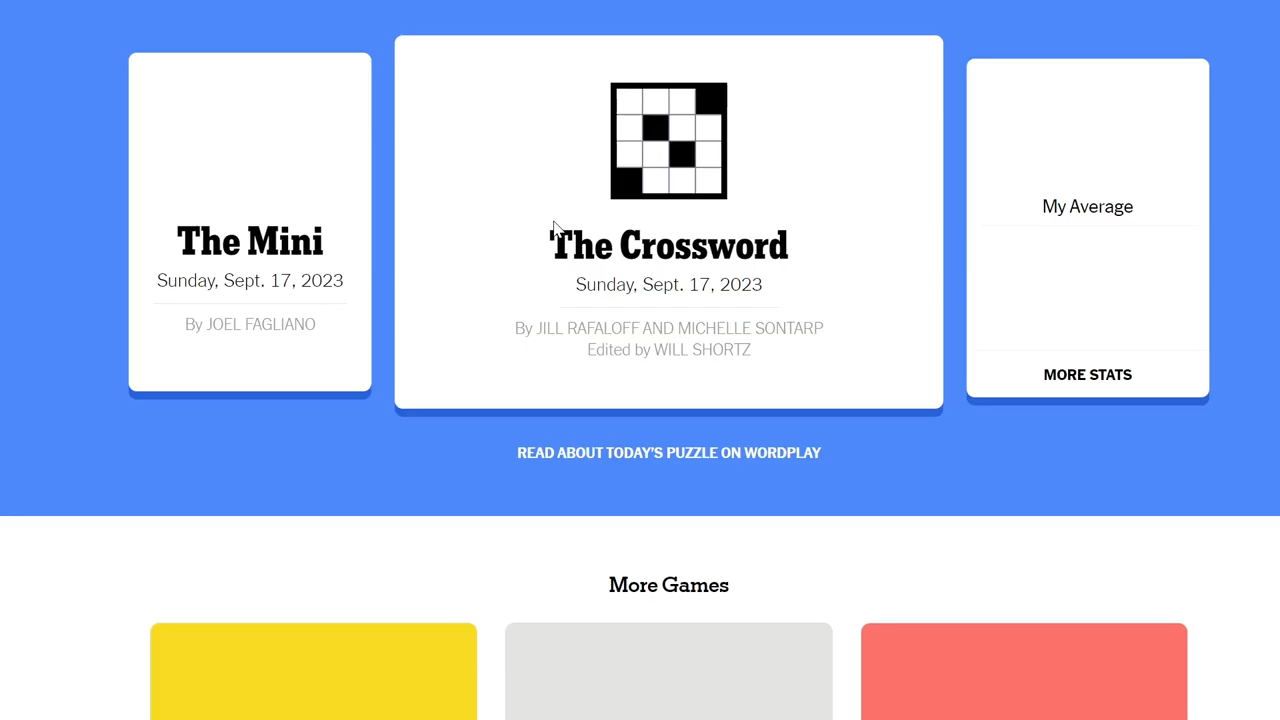 The Mini
Sunday, Sept. 17, 2023
By JOEL FAGLIANO
The Crossword
Sunday, Sept. 17, 2023
By JILL RAFALOFF AND MICHELLE SONTARP
Edited by WILL SHORTZ
My Average
MORE STATS
READ ABOUT TODAY'S PUZZLE ON WORDPLAY
More Games